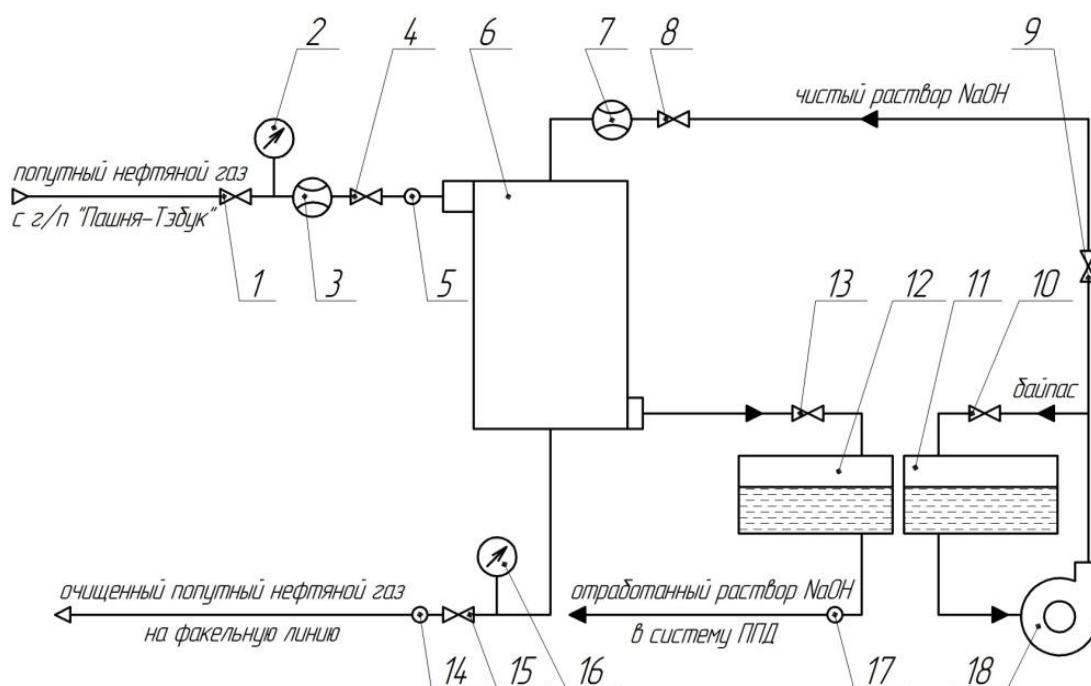 2
4
6
7
8
9
чистый раствор NaOH
попутный нефтяной газ
с г/п "Пашня-Тэбук"
1
3
5
13
12
11
10
байпас
очищенный попутный нефтяной газ
на факельную линию
отработанный раствор NaOH
в систему ППД
14
15
16
17
18